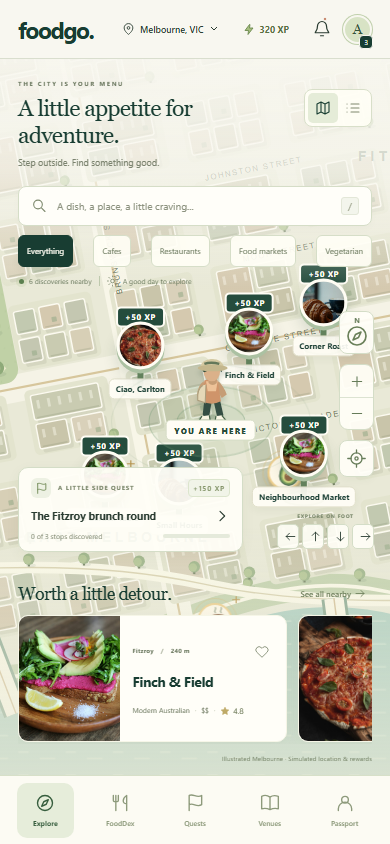 foodgo.
Melbourne, VIC
320 XP
A
3
THE CITY IS YOUR MENU
A little appetite for
adventure.
Step outside. Find something good.
JOHNSTON STREET
FIT
A dish, a place, a little craving...
/
Everything
Cafes
Restaurants
Food markets
Vegetarian
6 discoveries nearby
A good day to explore
+50 XP
+50 XP
+50 XP
N
Corner Roa
Finch & Field
Ciao, Carlton
YOU ARE HERE
+50 XP
+50 XP
+50 XP
A LITTLE SIDE QUEST
+150 XP
The Fitzroy brunch round
0 of 3 stops discovered
Neighbourhood Market
EXPLORE ON FOOT
Worth a little detour.
See all nearby
Fitzroy / 240 m
Finch & Field
Modern Australian · $$ · 4.8
Illustrated Melbourne · Simulated location & rewards
Explore
FoodDex
Quests
Venues
Passport